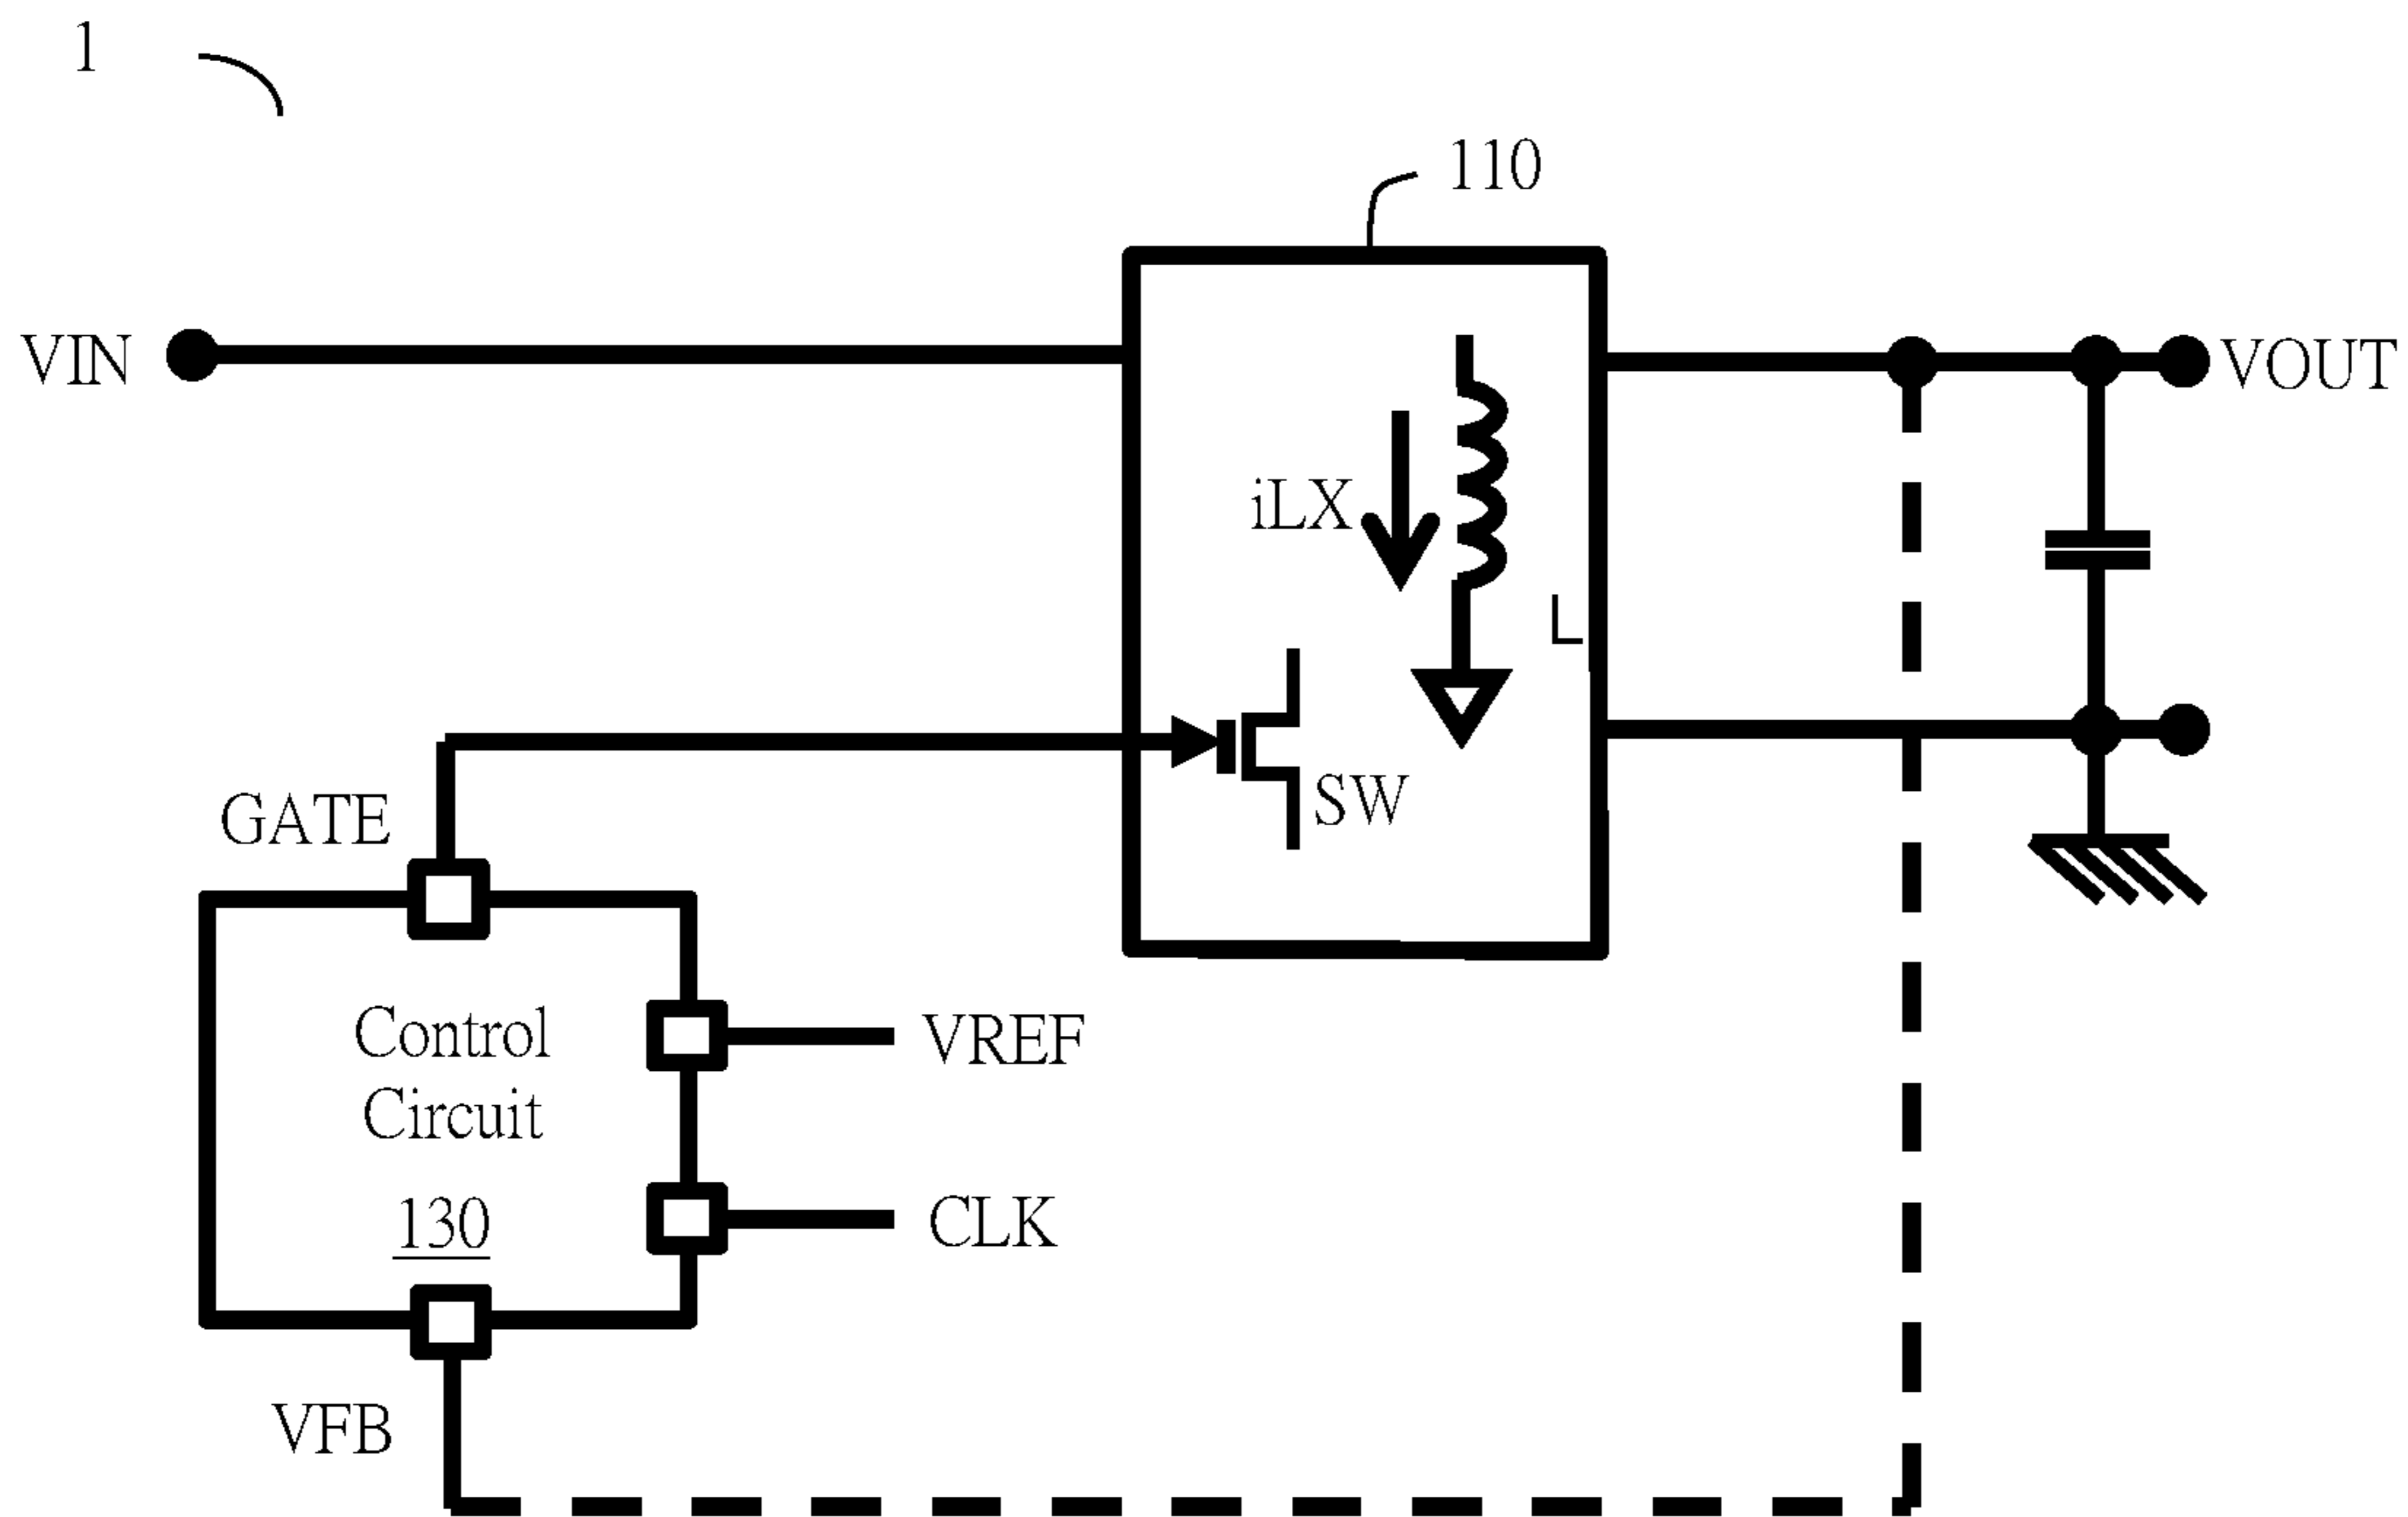 1
110
VIN
VOUT
iLX
L
SW
GATE
Control
Circuit
130
VREF
CLK
VFB